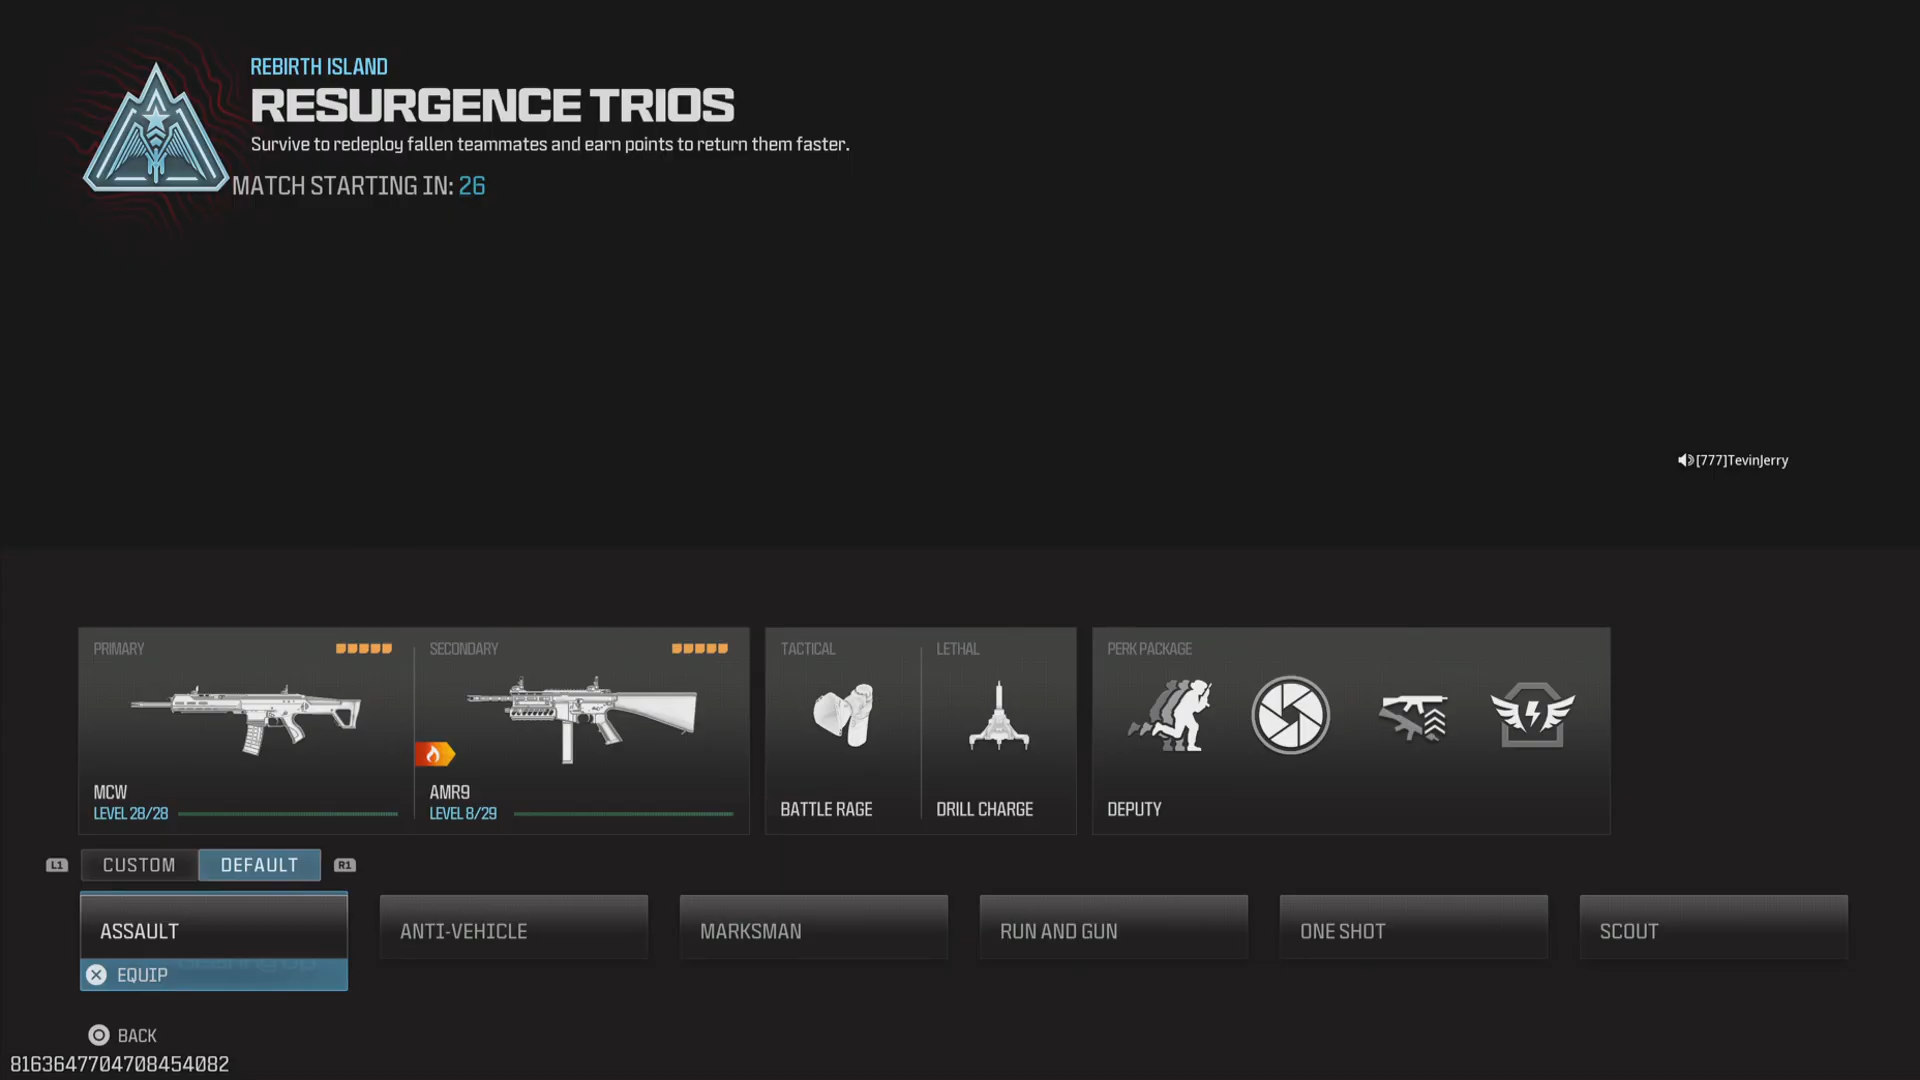 REBIRTH ISLAND
RESURGENCE TRIOS
Survive to redeploy fallen teammates and earn points to return them faster.
MATCH STARTING IN: 26
[777]TevinJerry
PRIMARY
SECONDARY
TACTICAL
LETHAL
PERK PACKAGE
MCW
LEVEL 28/28
AMR9
LEVEL 8/29
BATTLE RAGE
DRILL CHARGE
DEPUTY
L1 CUSTOM DEFAULT R1
ASSAULT
ANTI-VEHICLE
MARKSMAN
RUN AND GUN
ONE SHOT
SCOUT
EQUIP
BACK
8163647704708454082